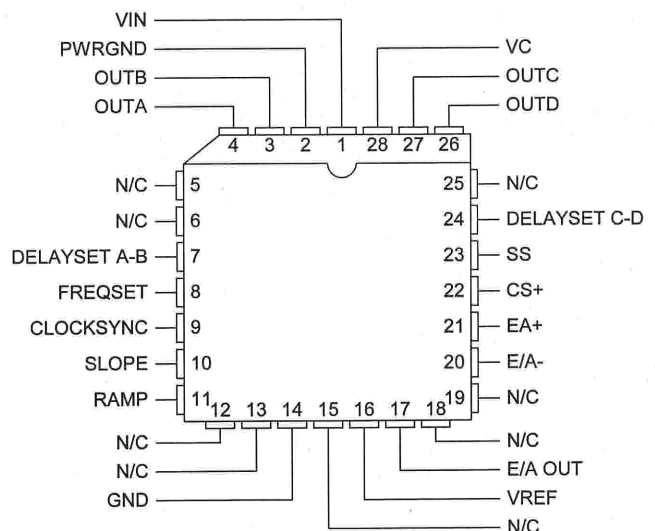 VIN
PWRGND
OUTB
OUTA
VC
OUTC
OUTD
4 3 2 1 28 27 26
N/C 5
25 N/C
N/C 6
24 DELAYSET C-D
DELAYSET A-B 7
23 SS
FREQSET 8
22 CS+
CLOCKSYNC 9
21 EA+
SLOPE 10
20 E/A-
RAMP 11
19 N/C
12 13 14 15 16 17 18
N/C
N/C
GND
N/C
E/A OUT
VREF
N/C